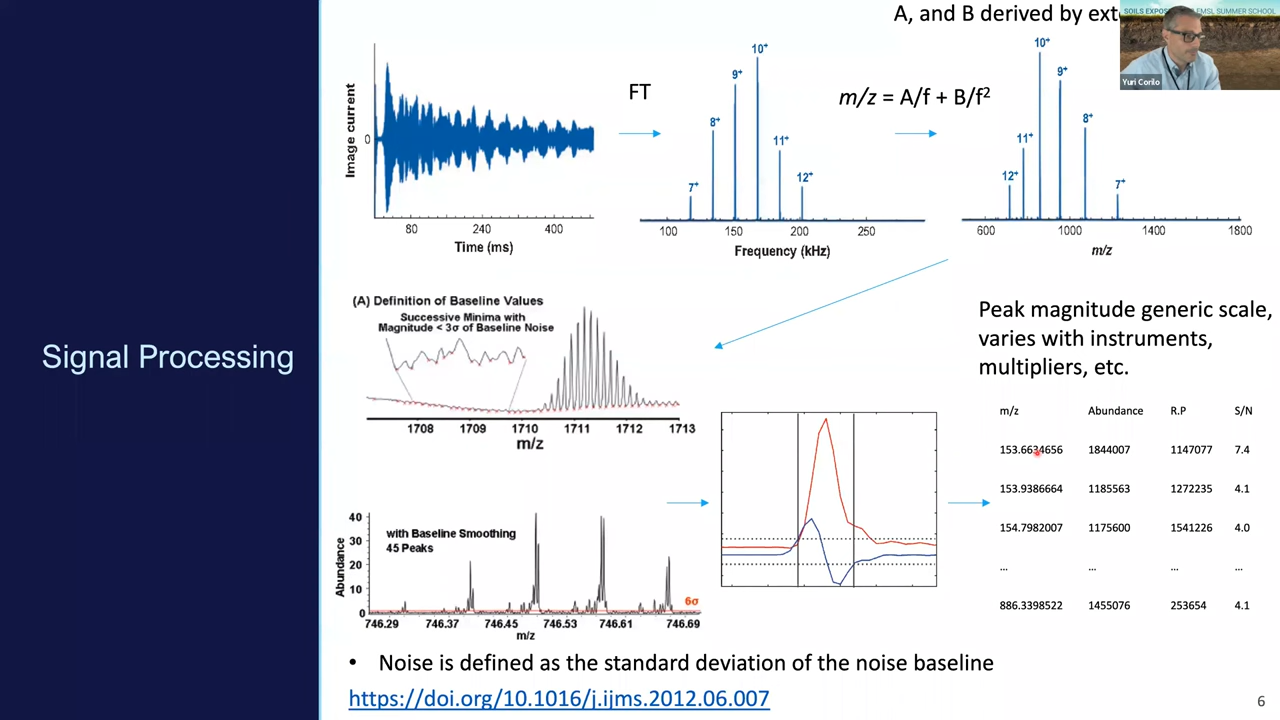 A, and B derived by
SOILS EXPOS
EMSL, SUMMER SCHOOL
Yuri Corilo
Signal Processing
Image current
0
80 240 400
Time (ms)
FT
7+ 8+ 9+ 10+ 11+ 12+
100 150 200 250
Frequency (kHz)
m/z = A/f + B/f²
12+ 11+ 10+ 9+ 8+ 7+
600 1000 1400 1800
m/z
(A) Definition of Baseline Values
Successive Minima with
Magnitude < 3σ of Baseline Noise
1708 1709 1710 1711 1712 1713
m/z
Peak magnitude generic scale,
varies with instruments,
multipliers, etc.
m/z Abundance R.P S/N
153.6634656 1844007 1147077 7.4
153.9386664 1185563 1272235 4.1
154.7982007 1175600 1541226 4.0
... ... ... ...
886.3398522 1455076 253654 4.1
Abundance
40
30
20
10
0
with Baseline Smoothing
45 Peaks
6σ
746.29 746.37 746.45 746.53 746.61 746.69
m/z
• Noise is defined as the standard deviation of the noise baseline
https://doi.org/10.1016/j.ijms.2012.06.007
6